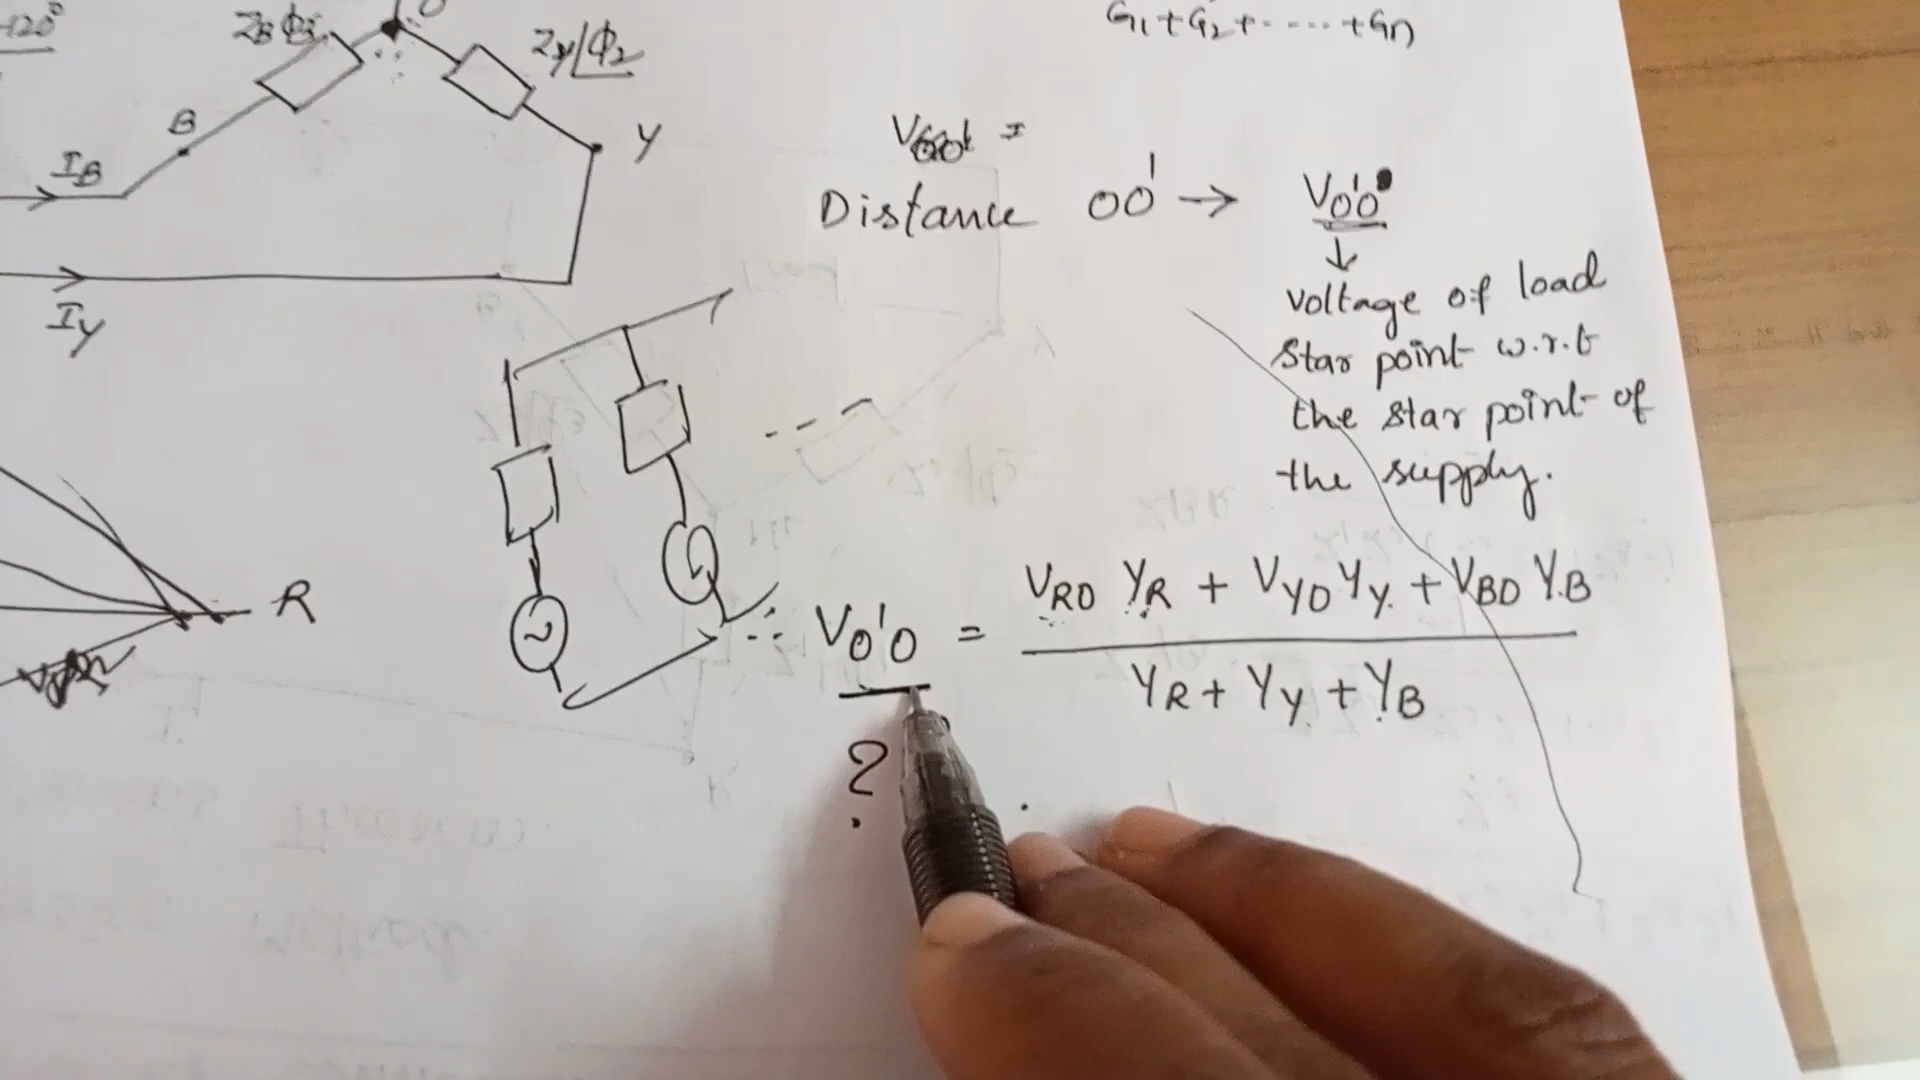 G1+G2+-----+Gn
ZY∠ϕ2
B
Y
IB
IY
Distance OO' → VO'O
↓
voltage of load
star point w.r.t
the star point of
the supply.
R
VO'O = VRO YR + VYO YY + VBO YB
YR + YY + YB
?